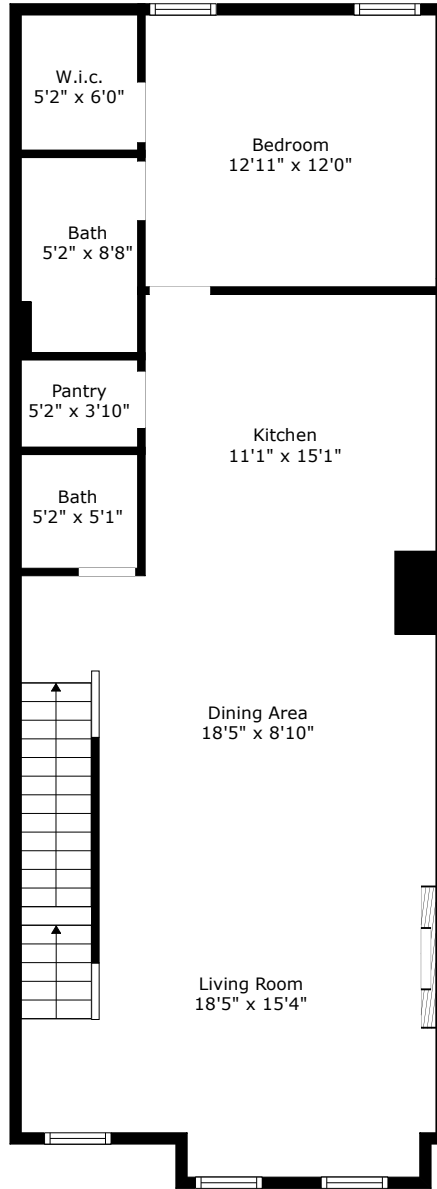 W.i.c.
5'2" x 6'0"
Bedroom
12'11" x 12'0"
Bath
5'2" x 8'8"
Pantry
5'2" x 3'10"
Kitchen
11'1" x 15'1"
Bath
5'2" x 5'1"
Dining Area
18'5" x 8'10"
Living Room
18'5" x 15'4"